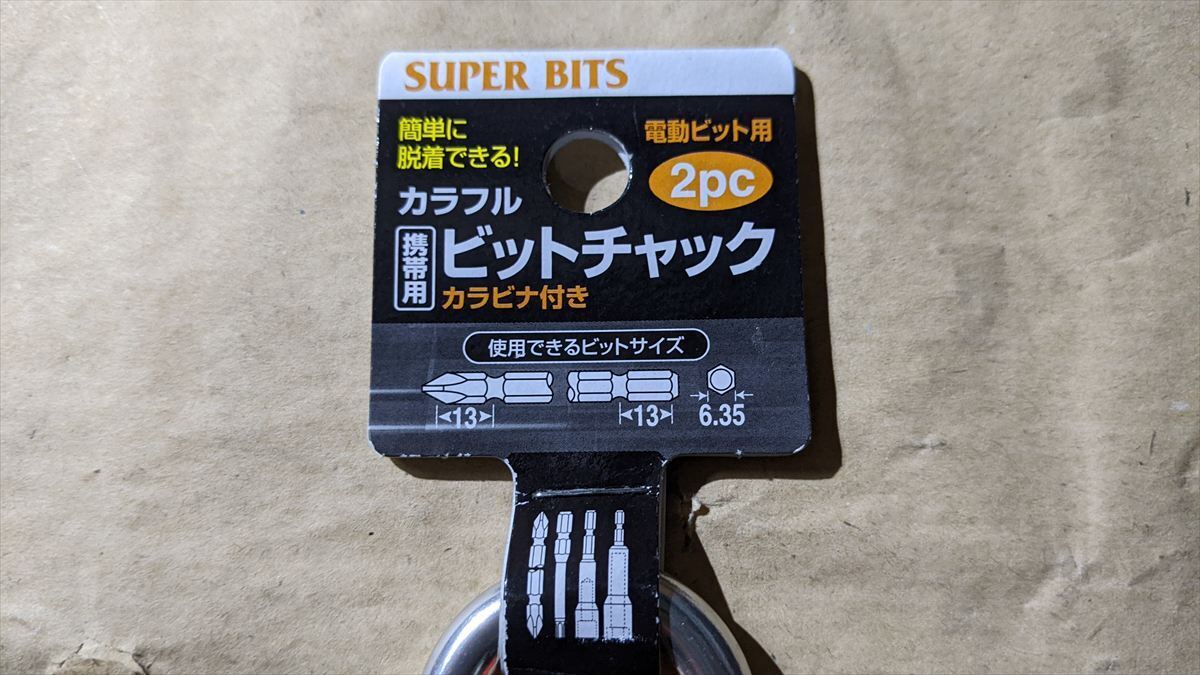 SUPER BITS
簡単に
脱着できる!
電動ビット用
2pc
カラフル
携帯用
ビットチャック
カラビナ付き
使用できるビットサイズ
13
13
6.35